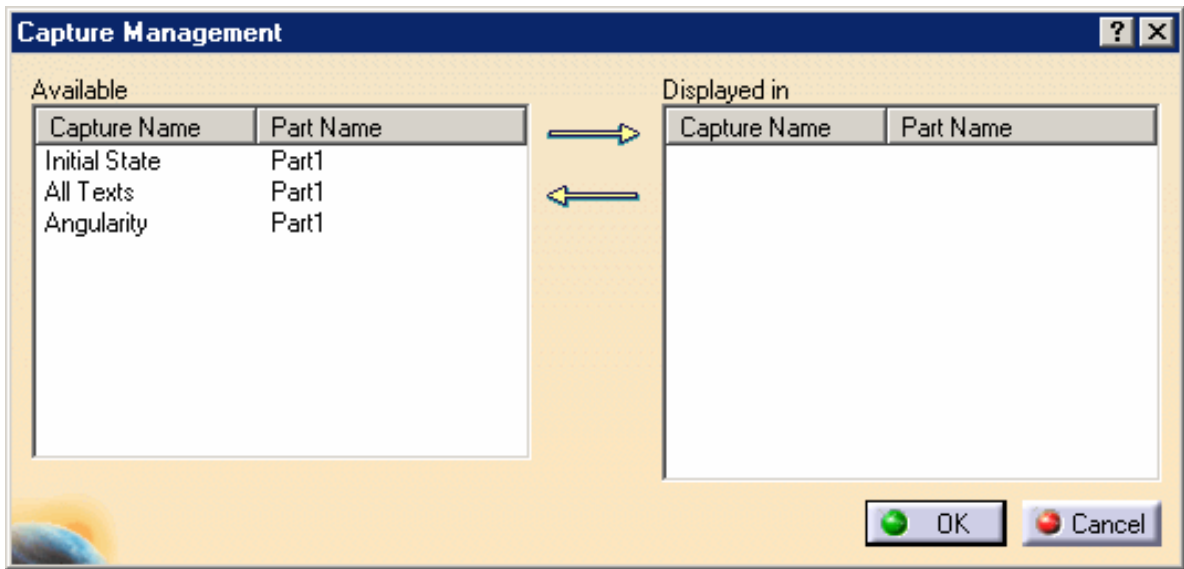 Capture Management
Available
Displayed in
Capture Name Part Name
Capture Name Part Name
Initial State Part1
All Texts Part1
Angularity Part1
OK Cancel